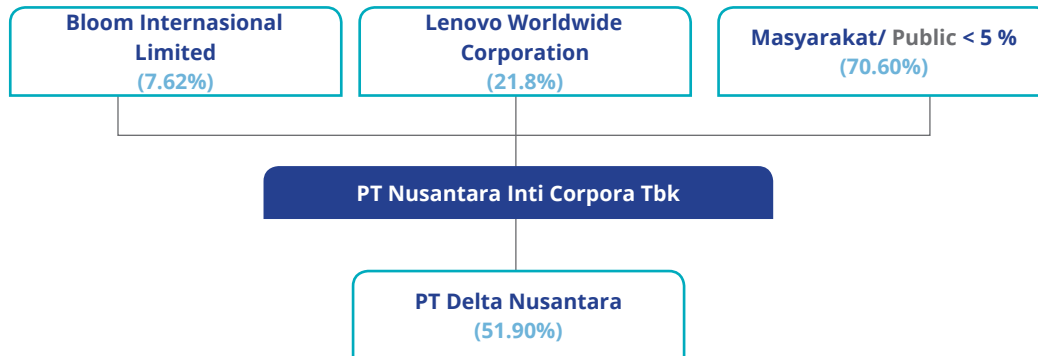 Bloom Internasional
Limited
(7.62%)
Lenovo Worldwide
Corporation
(21.8%)
Masyarakat/ Public < 5 %
(70.60%)
PT Nusantara Inti Corpora Tbk
PT Delta Nusantara
(51.90%)